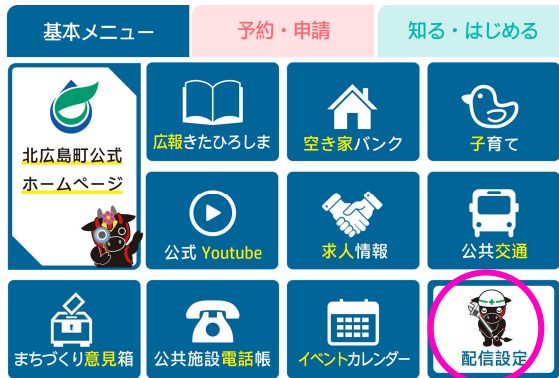 基本メニュー
予約・申請
知る・はじめる
北広島町公式
ホームページ
広報きたひろしま
空き家バンク
子育て
公式 Youtube
求人情報
公共交通
まちづくり意見箱
公共施設電話帳
イベントカレンダー
配信設定